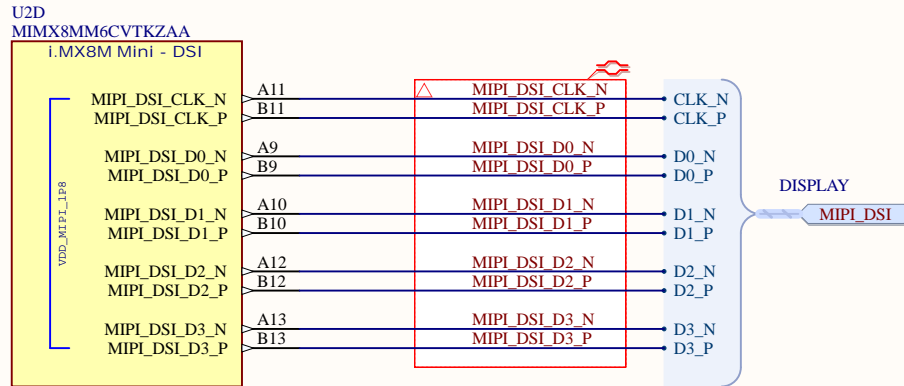 U2D
MIMX8MM6CVTKZAA
i.MX8M Mini - DSI
MIPI_DSI_CLK_N A11 MIPI_DSI_CLK_N CLK_N
MIPI_DSI_CLK_P B11 MIPI_DSI_CLK_P CLK_P
MIPI_DSI_D0_N A9 MIPI_DSI_D0_N D0_N
MIPI_DSI_D0_P B9 MIPI_DSI_D0_P D0_P
MIPI_DSI_D1_N A10 MIPI_DSI_D1_N D1_N
MIPI_DSI_D1_P B10 MIPI_DSI_D1_P D1_P
MIPI_DSI_D2_N A12 MIPI_DSI_D2_N D2_N
MIPI_DSI_D2_P B12 MIPI_DSI_D2_P D2_P
MIPI_DSI_D3_N A13 MIPI_DSI_D3_N D3_N
MIPI_DSI_D3_P B13 MIPI_DSI_D3_P D3_P
VDD_MIPI_1P8
DISPLAY
MIPI_DSI